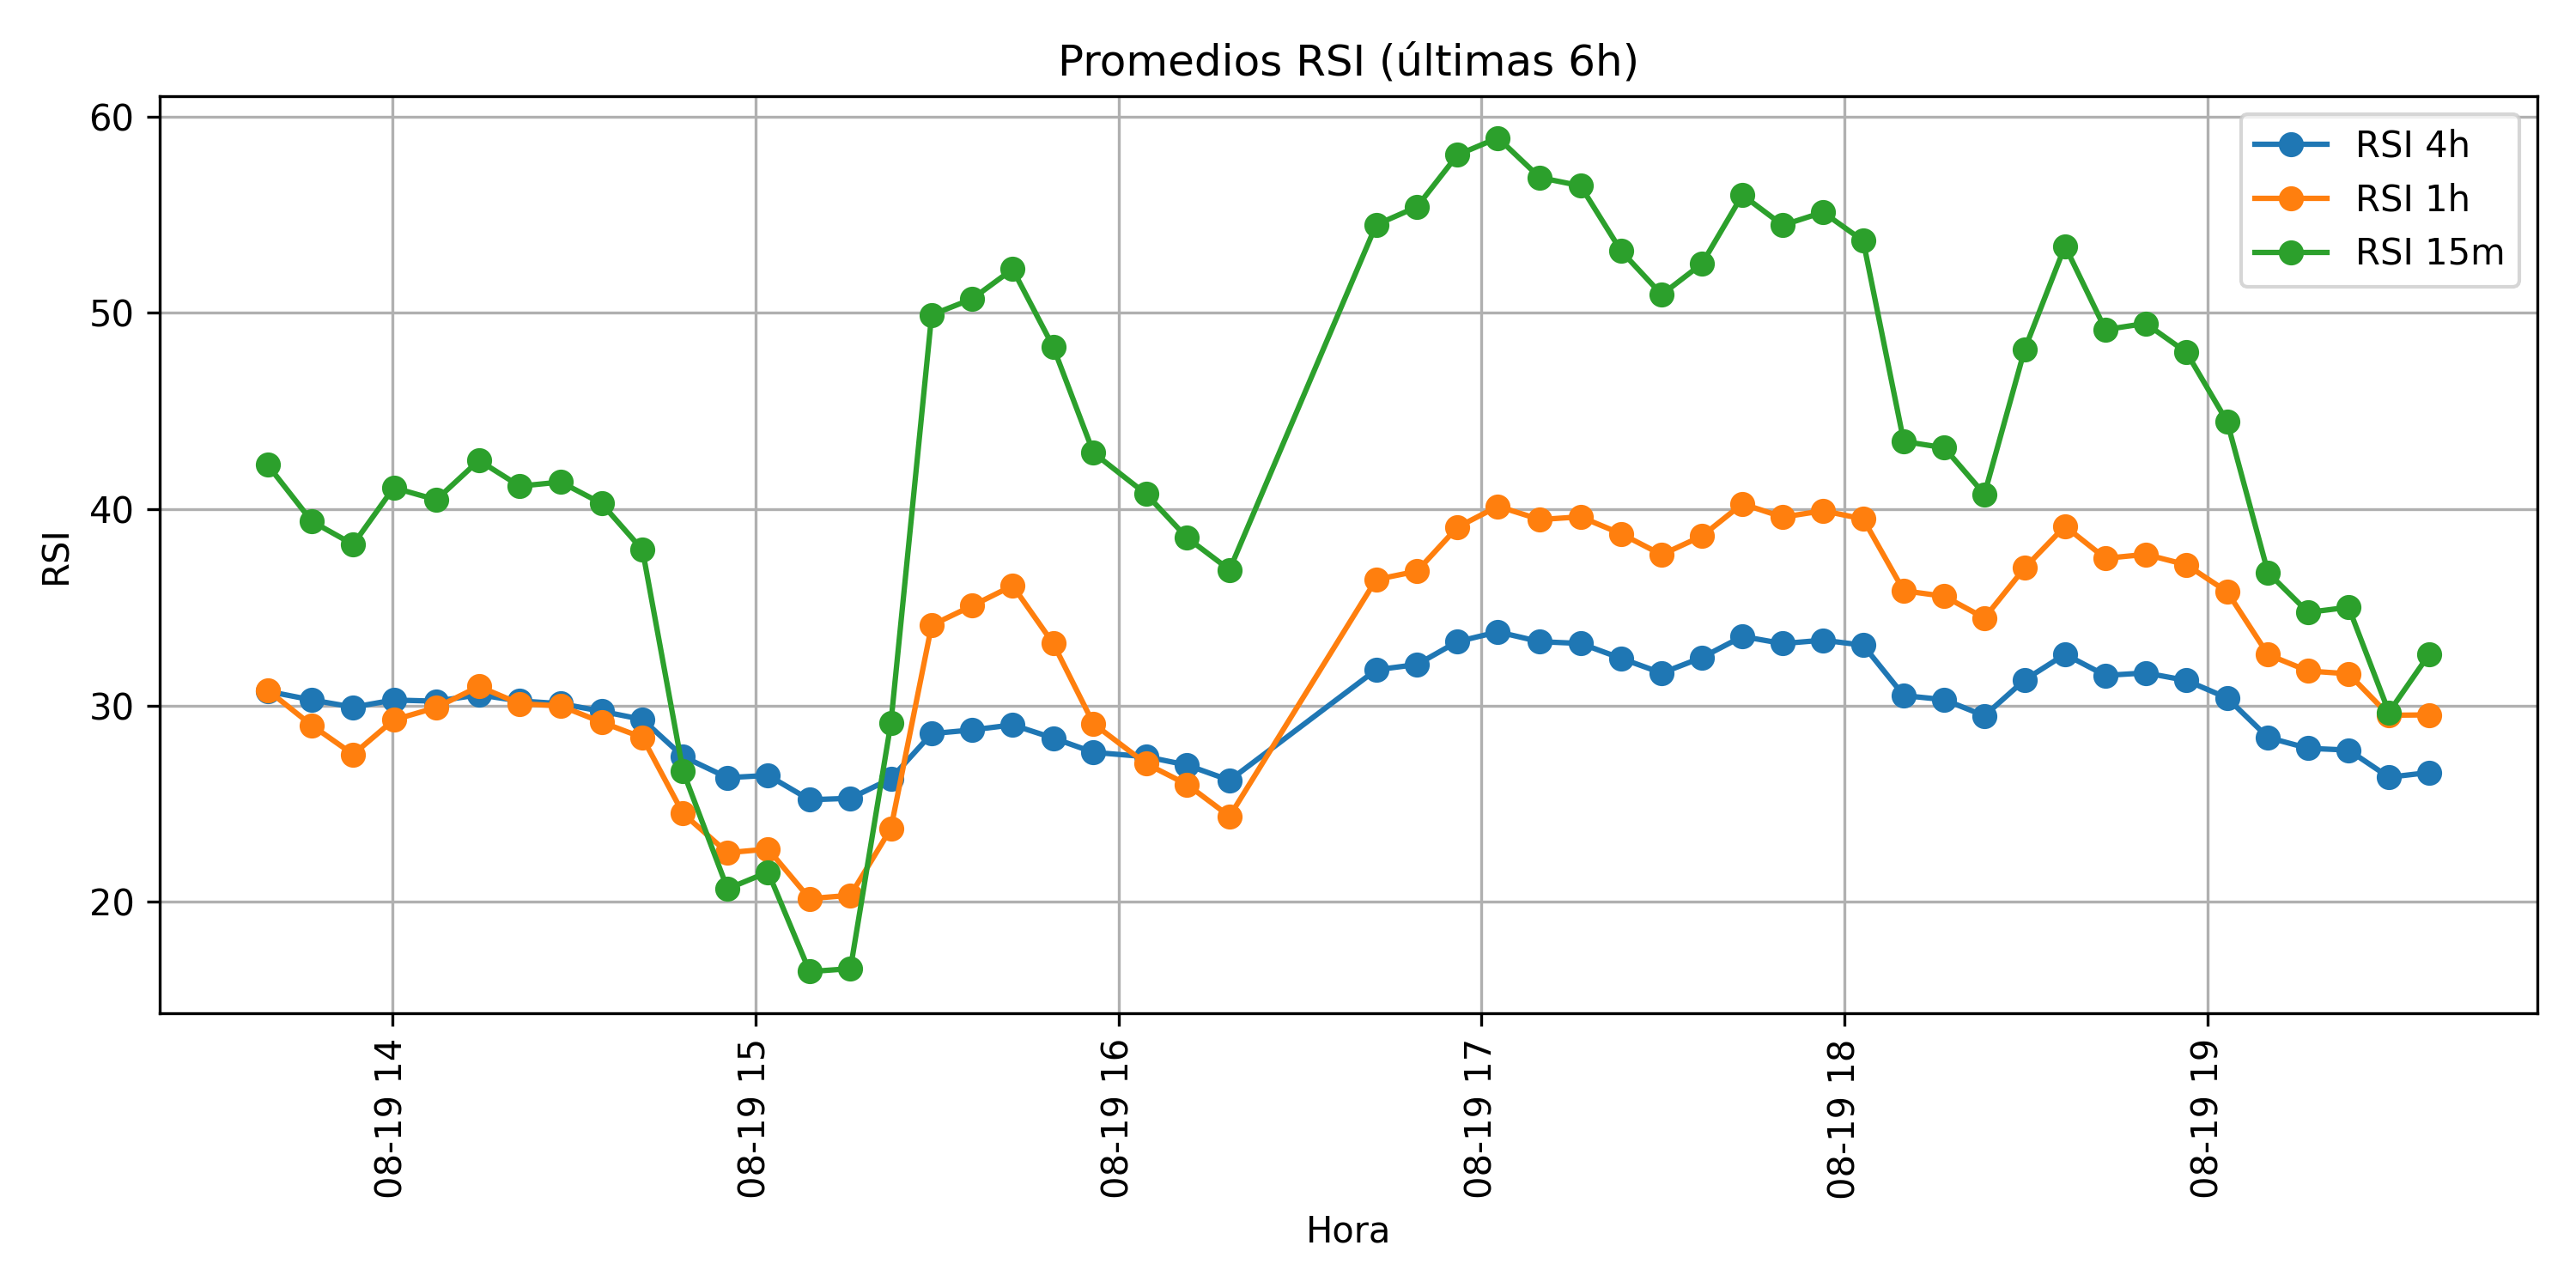 Promedios RSI (últimas 6h)
60
50
40
30
20
RSI
RSI 4h
RSI 1h
RSI 15m
08-19 14
08-19 15
08-19 16
08-19 17
08-19 18
08-19 19
Hora